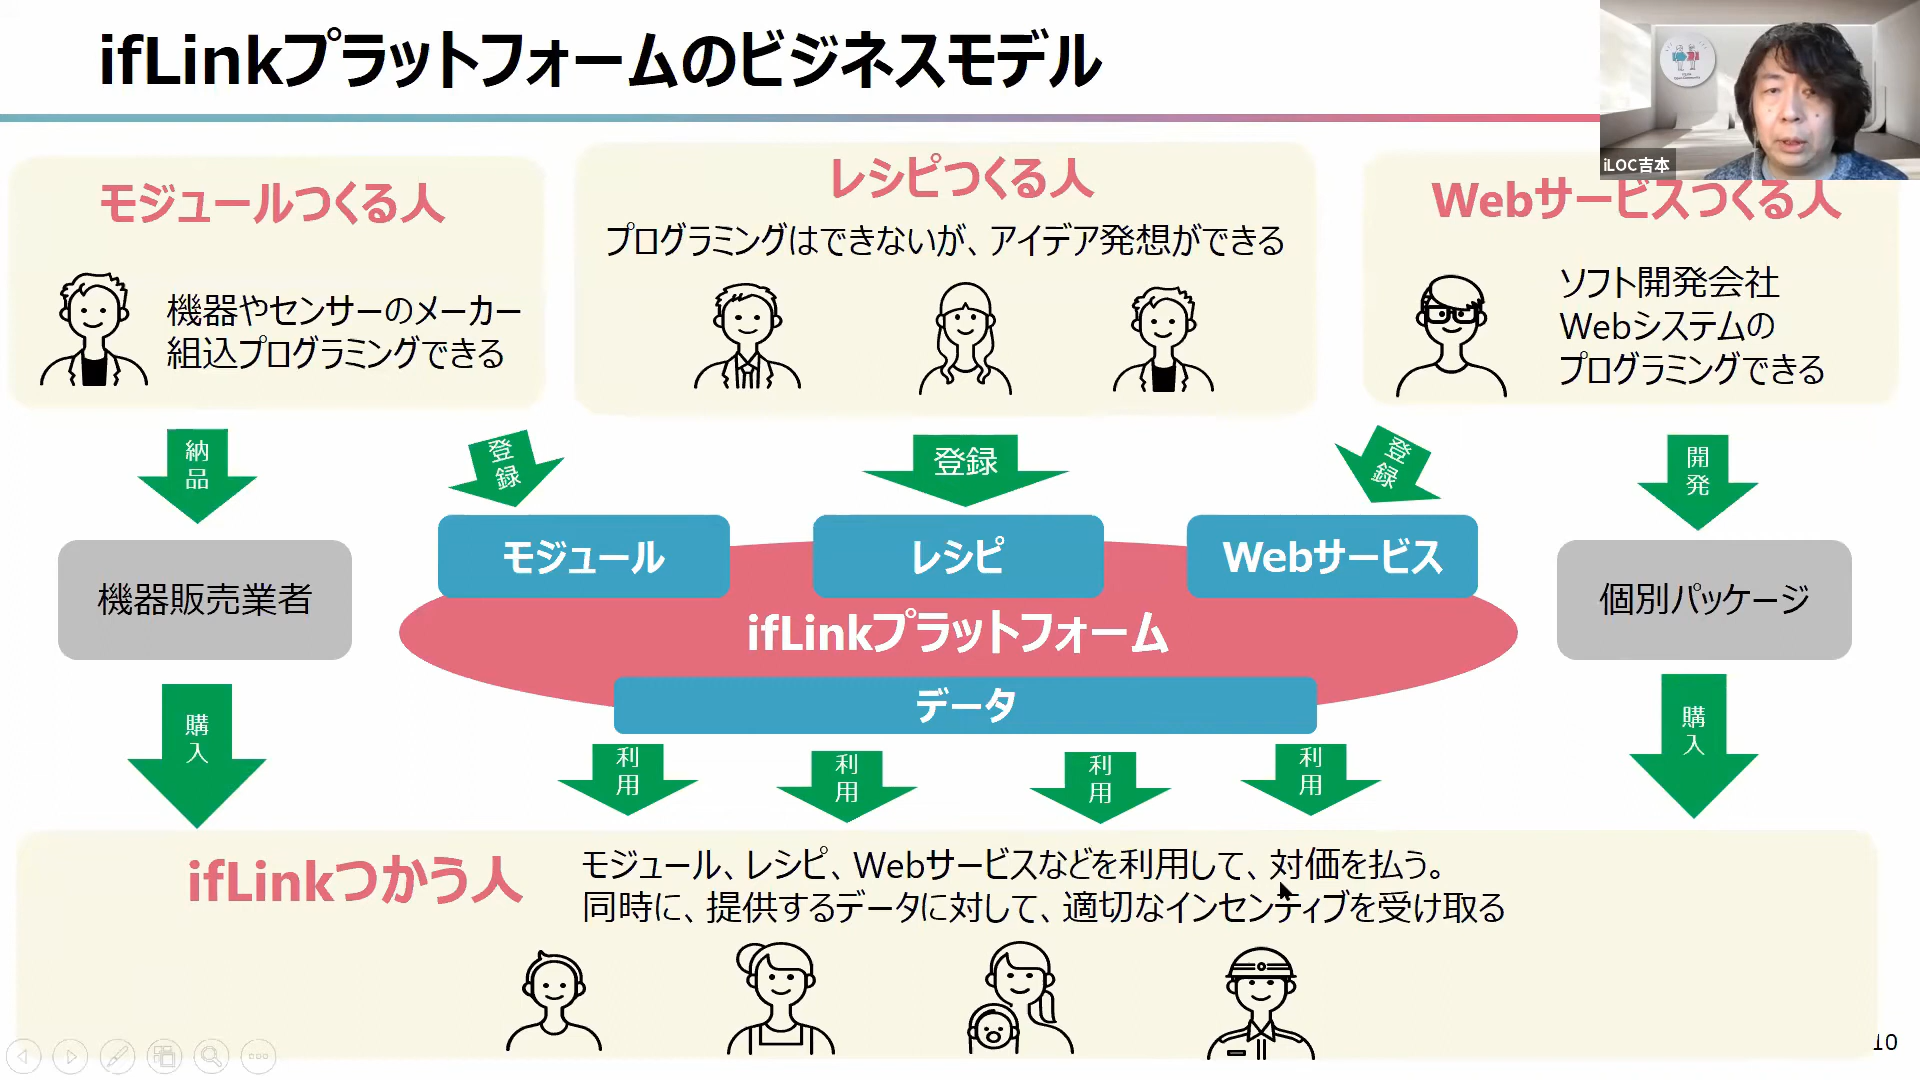 ifLinkプラットフォームのビジネスモデル
iLOC吉本
モジュールつくる人
機器やセンサーのメーカー
組込プログラミングできる
レシピつくる人
プログラミングはできないが、アイデア発想ができる
Webサービスつくる人
ソフト開発会社
Webシステムの
プログラミングできる
納品
登録
登録
登録
開発
機器販売業者
モジュール
レシピ
Webサービス
個別パッケージ
ifLinkプラットフォーム
データ
購入
利用
利用
利用
利用
購入
ifLinkつかう人
モジュール、レシピ、Webサービスなどを利用して、対価を払う。
同時に、提供するデータに対して、適切なインセンティブを受け取る
10